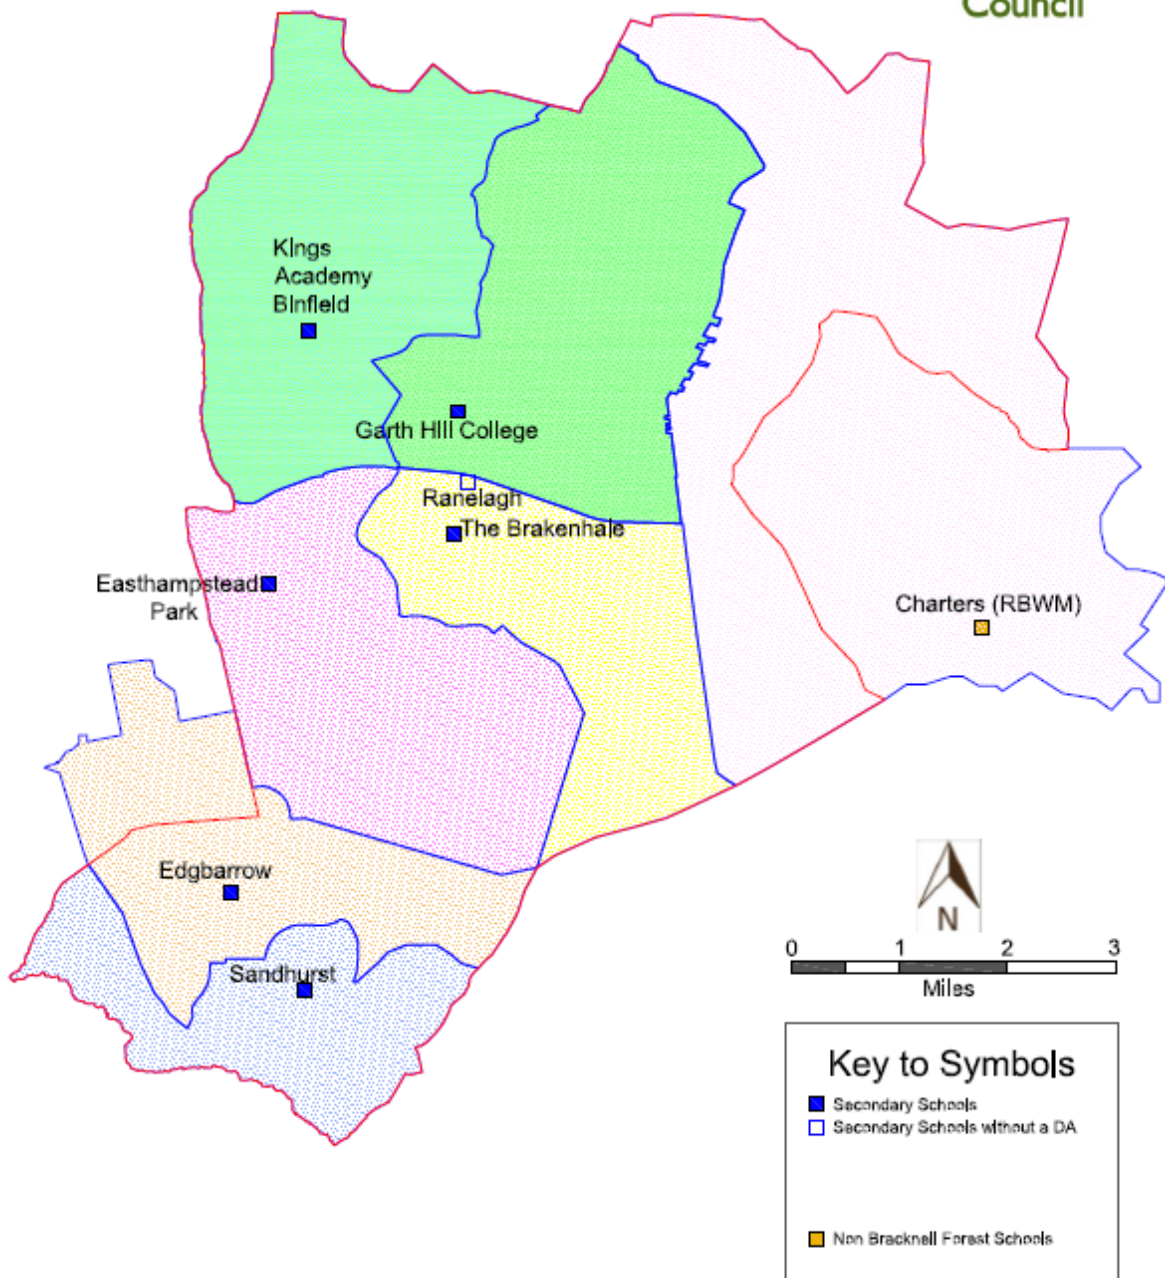 Council
Kings
Academy
Binfield
Garth Hill College
Ranelagh
The Brakenhale
Easthampstead
Park
Charters (RBWM)
Edgbarrow
Sandhurst
N
0 1 2 3
Miles
Key to Symbols
Secondary Schools
Secondary Schools without a DA
Non Bracknell Forest Schools